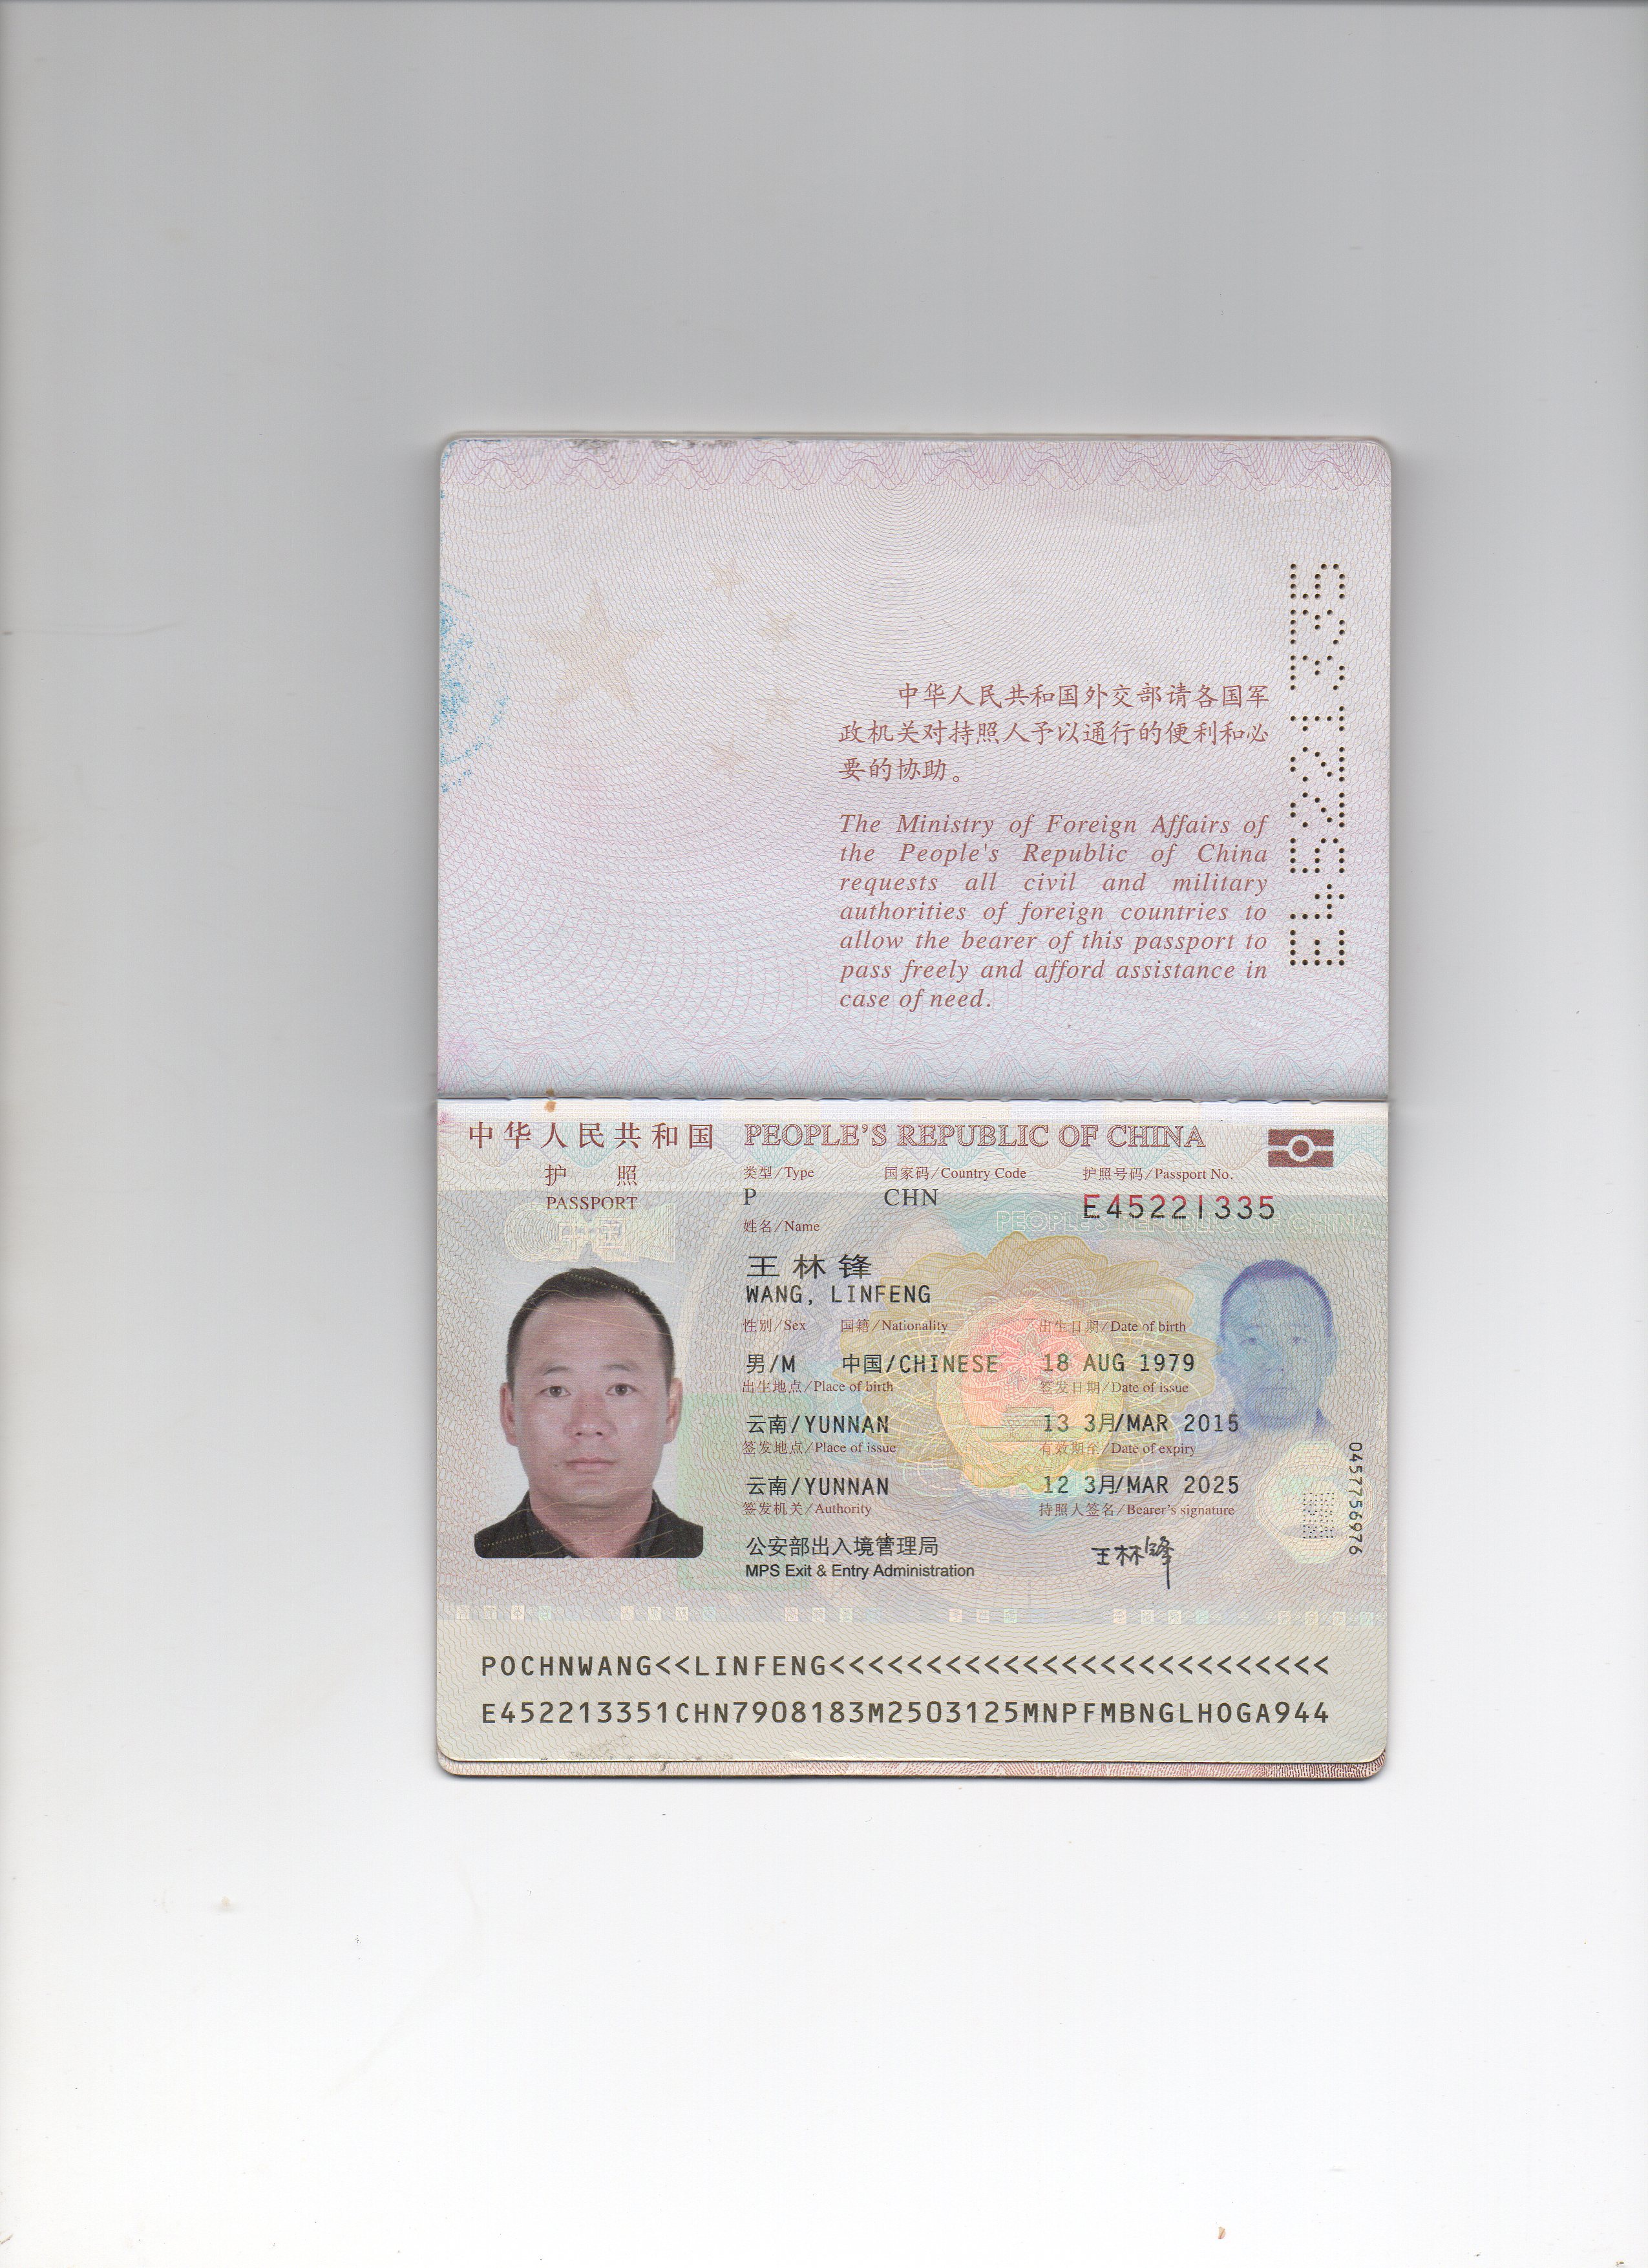 E45221335
中华人民共和国外交部请各国军
政机关对持照人予以通行的便利和必
要的协助。
The Ministry of Foreign Affairs of
the People's Republic of China
requests all civil and military
authorities of foreign countries to
allow the bearer of this passport to
pass freely and afford assistance in
case of need.
中华人民共和国 PEOPLE'S REPUBLIC OF CHINA
护照 类型/Type 国家码/Country Code 护照号码/Passport No.
PASSPORT P CHN E45221335
PEOPLE'S REPUBLIC OF CHINA
中国
姓名/Name
王林锋
WANG, LINFENG
性别/Sex 国籍/Nationality 出生日期/Date of birth
男/M 中国/CHINESE 18 AUG 1979
出生地点/Place of birth 签发日期/Date of issue
云南/YUNNAN 13 3月/MAR 2015
签发地点/Place of issue 有效期至/Date of expiry
云南/YUNNAN 12 3月/MAR 2025
签发机关/Authority 持照人签名/Bearer's signature
公安部出入境管理局 王林锋
MPS Exit & Entry Administration
0457756976
POCHNWANG<<LINFENG<<<<<<<<<<<<<<<<<<<<<<<<<<
E452213351CHN7908183M2503125MNPFMBNGLHOGA944